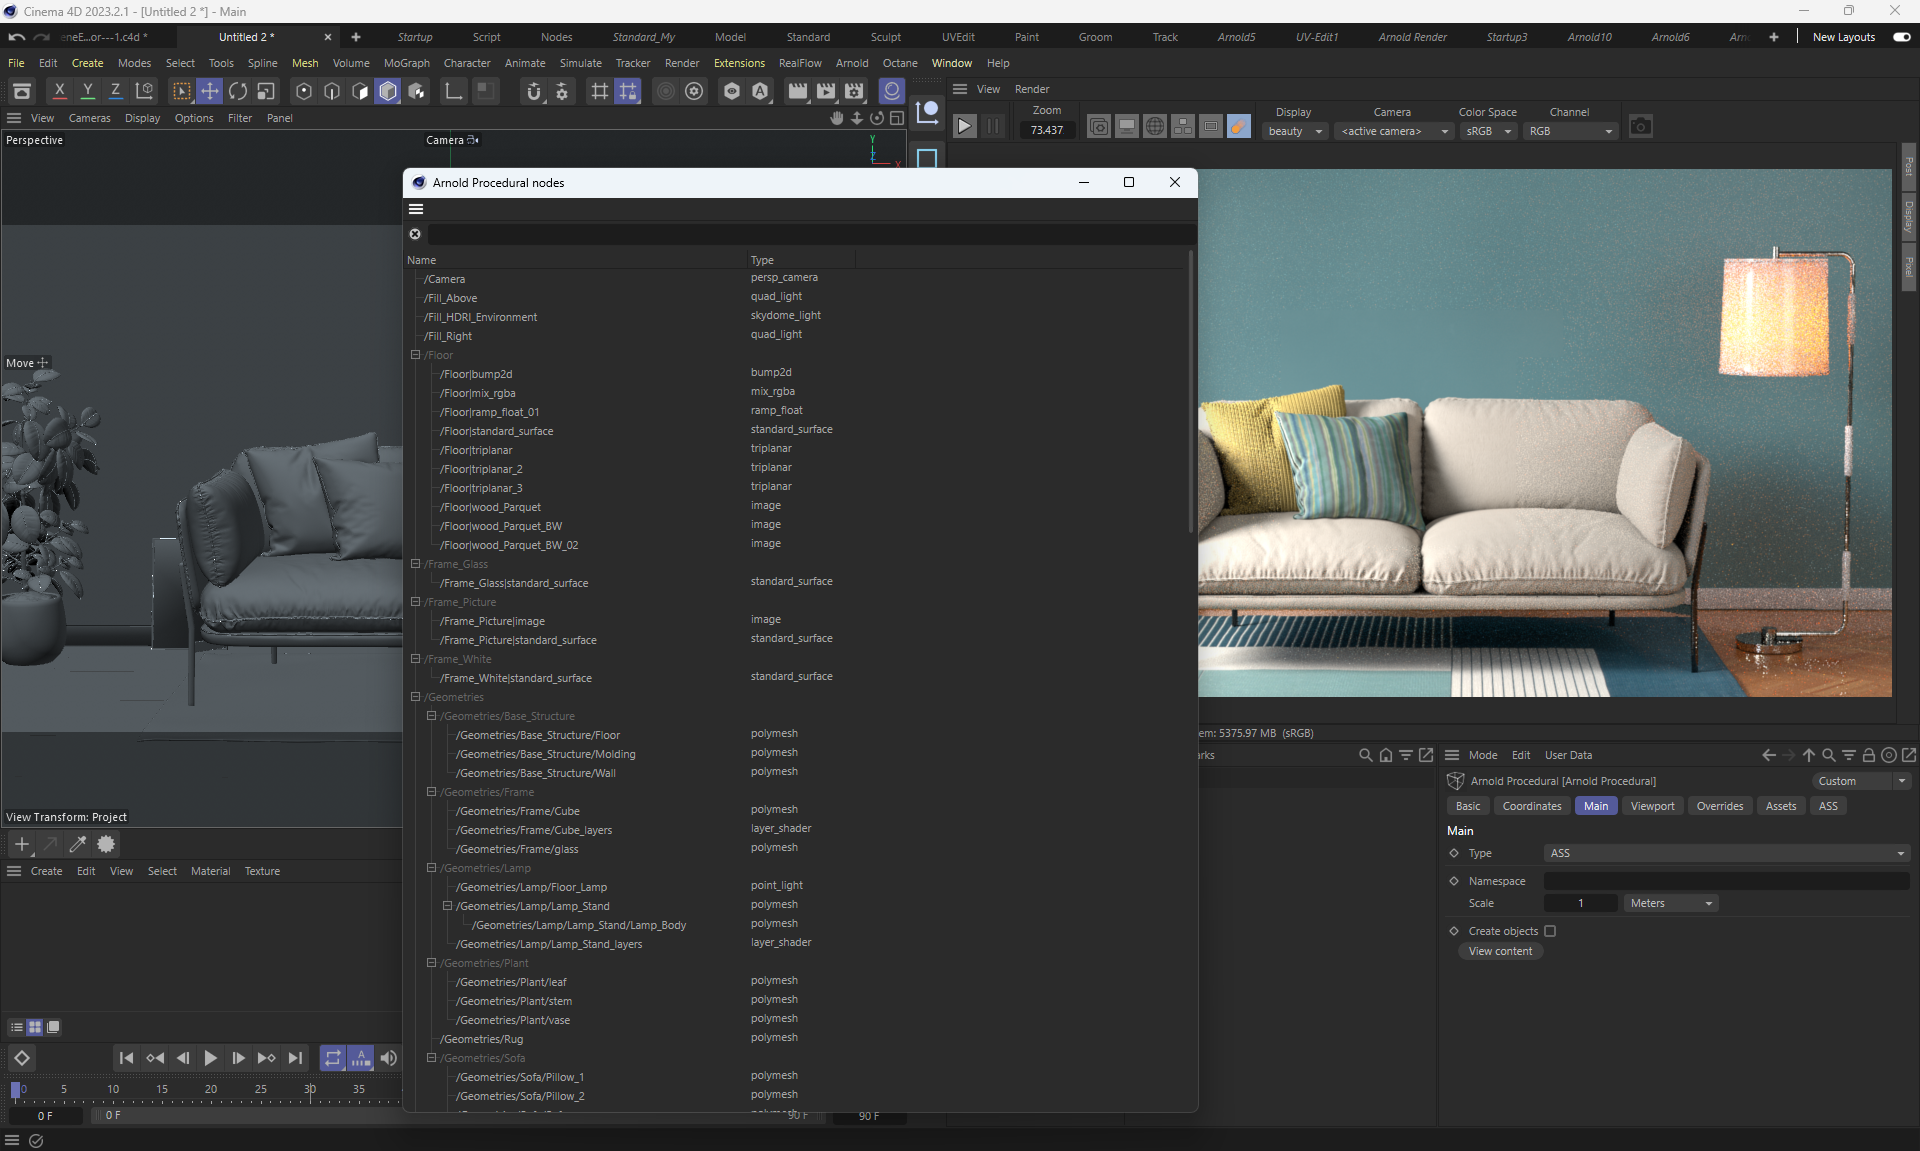 Cinema 4D 2023.2.1 - [Untitled 2 *] - Main
eneE...or---1.c4d *
Untitled 2 *
Startup
Script
Nodes
Standard_My
Model
Standard
Sculpt
UVEdit
Paint
Groom
Track
Arnold5
UV-Edit1
Arnold Render
Startup3
Arnold10
Arnold6
New Layouts
File Edit Create Modes Select Tools Spline Mesh Volume MoGraph Character Animate Simulate Tracker Render Extensions RealFlow Arnold Octane Window Help
X Y Z
View Cameras Display Options Filter Panel
View Render
Zoom
73.437
Display
beauty
Camera
<active camera>
Color Space
sRGB
Channel
RGB
Perspective
Camera
Y
Z
X
Post
Display
Pixel
Arnold Procedural nodes
Name Type
/Camera persp_camera
/Fill_Above quad_light
/Fill_HDRI_Environment skydome_light
/Fill_Right quad_light
/Floor
/Floor|bump2d bump2d
/Floor|mix_rgba mix_rgba
/Floor|ramp_float_01 ramp_float
/Floor|standard_surface standard_surface
/Floor|triplanar triplanar
/Floor|triplanar_2 triplanar
/Floor|triplanar_3 triplanar
/Floor|wood_Parquet image
/Floor|wood_Parquet_BW image
/Floor|wood_Parquet_BW_02 image
/Frame_Glass
/Frame_Glass|standard_surface standard_surface
/Frame_Picture
/Frame_Picture|image image
/Frame_Picture|standard_surface standard_surface
/Frame_White
/Frame_White|standard_surface standard_surface
/Geometries
/Geometries/Base_Structure
/Geometries/Base_Structure/Floor polymesh
/Geometries/Base_Structure/Molding polymesh
/Geometries/Base_Structure/Wall polymesh
/Geometries/Frame
/Geometries/Frame/Cube polymesh
/Geometries/Frame/Cube_layers layer_shader
/Geometries/Frame/glass polymesh
/Geometries/Lamp
/Geometries/Lamp/Floor_Lamp point_light
/Geometries/Lamp/Lamp_Stand polymesh
/Geometries/Lamp/Lamp_Stand/Lamp_Body polymesh
/Geometries/Lamp/Lamp_Stand_layers layer_shader
/Geometries/Plant
/Geometries/Plant/leaf polymesh
/Geometries/Plant/stem polymesh
/Geometries/Plant/vase polymesh
/Geometries/Rug polymesh
/Geometries/Sofa
/Geometries/Sofa/Pillow_1 polymesh
/Geometries/Sofa/Pillow_2 polymesh
Move
View Transform: Project
em: 5375.97 MB (sRGB)
rks
Mode Edit User Data
Arnold Procedural [Arnold Procedural]
Custom
Basic Coordinates Main Viewport Overrides Assets ASS
Main
Type ASS
Namespace
Scale 1 Meters
Create objects
View content
Create Edit View Select Material Texture
0 5 10 15 20 25 30 35
0 F
0 F
90 F
90 F